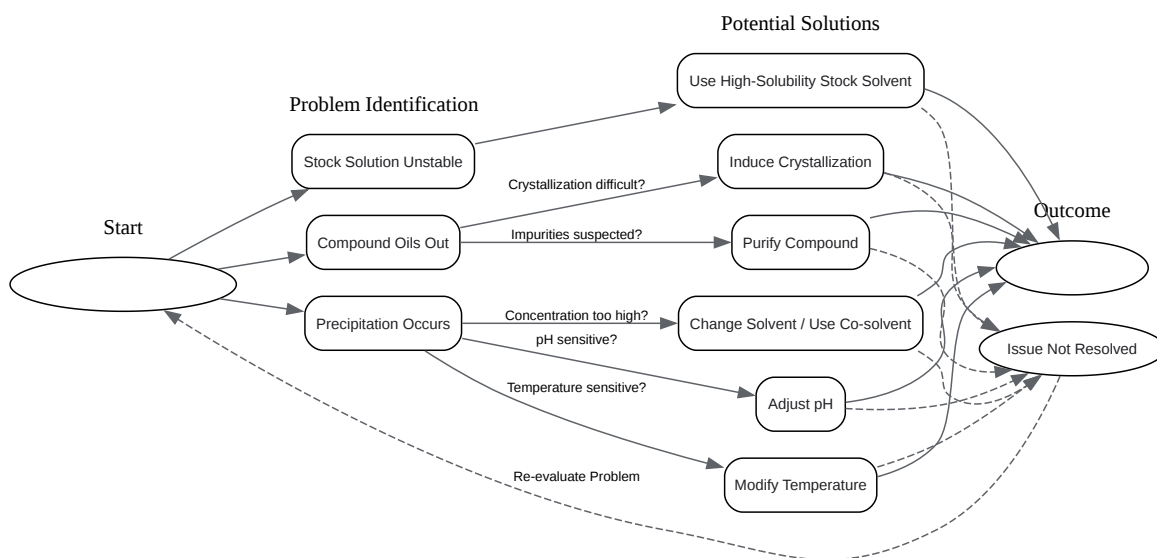 Potential Solutions
Use High-Solubility Stock Solvent
Problem Identification
Stock Solution Unstable
Induce Crystallization
Crystallization difficult?
Start
Outcome
Compound Oils Out
Impurities suspected?
Purify Compound
Precipitation Occurs
Concentration too high?
Change Solvent / Use Co-solvent
pH sensitive?
Issue Not Resolved
Temperature sensitive?
Adjust pH
Re-evaluate Problem
Modify Temperature